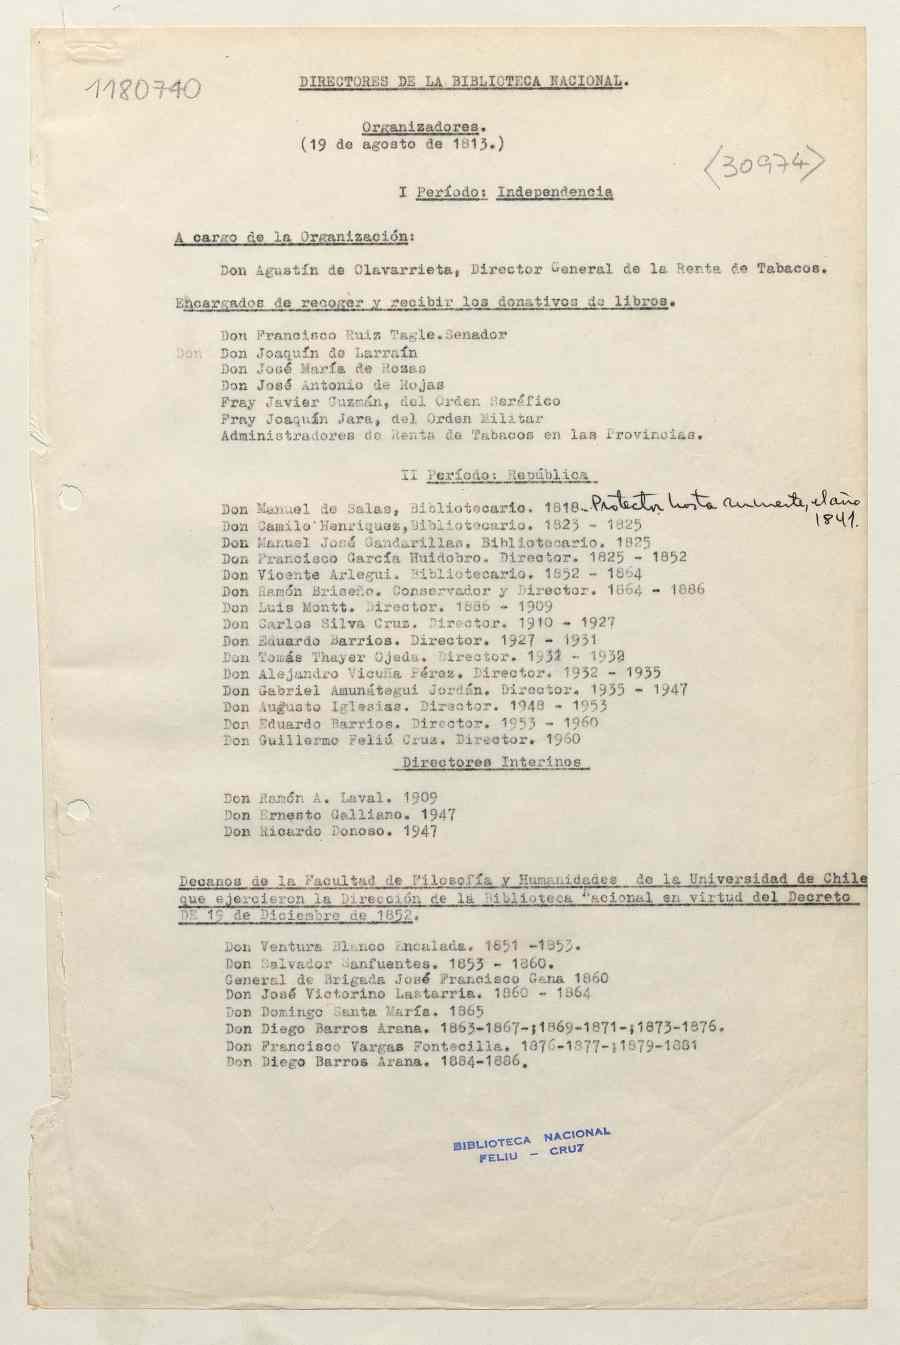 1180740
DIRECTORES DE LA BIBLIOTECA NACIONAL.
Organizadores.
(19 de agosto de 1813.)
(30974)
I Período: Independencia
A cargo de la Organización:
Don Agustín de Olavarrieta, Director General de la Renta de Tabacos.
Encargados de recoger y recibir los donativos de libros.
Don Francisco Ruiz Tagle.Senador
Don Don Joaquín de Larraín
Don José María de Rozas
Don José Antonio de Rojas
Fray Javier Guzmán, del Orden Seráfico
Fray Joaquín Jara, del Orden Militar
Administradores de Renta de Tabacos en las Provincias.
II Período: República
Don Manuel de Salas, Bibliotecario. 1818- Protector hasta su muerte, el año
1841.
Don Camilo Henriquez,Bibliotecario. 1823 - 1825
Don Manuel José Gandarillas. Bibliotecario. 1825
Don Francisco García Huidobro. Director. 1825 - 1852
Don Vicente Arlegui. Bibliotecario. 1852 - 1864
Don Ramón Briseño. Conservador y Director. 1864 - 1886
Don Luis Montt. Director. 1886 - 1909
Don Carlos Silva Cruz. Director. 1910 - 1927
Don Eduardo Barrios. Director. 1927 - 1931
Don Tomás Thayer Ojeda. Director. 1931 - 1932
Don Alejandro Vicuña Pérez. Director. 1932 - 1935
Don Gabriel Amunátegui Jordán. Director. 1935 - 1947
Don Augusto Iglesias. Director. 1948 - 1953
Don Eduardo Barrios. Director. 1953 - 1960
Don Guillermo Feliú Cruz. Director. 1960
Directores Interinos
Don Ramón A. Laval. 1909
Don Ernesto Galliano. 1947
Don Ricardo Donoso. 1947
Decanos de la Facultad de Filosofía y Humanidades de la Universidad de Chile
que ejercieron la Dirección de la Biblioteca Nacional en virtud del Decreto
DE 19 de Diciembre de 1852.
Don Ventura Blanco Encalada. 1851 -1853.
Don Salvador Sanfuentes. 1853 - 1860.
General de Brigada José Francisco Gana 1860
Don José Victorino Lastarria. 1860 - 1864
Don Domingo Santa María. 1865
Don Diego Barros Arana. 1863-1867-;1869-1871-;1873-1876.
Don Francisco Vargas Fontecilla. 1876-1877-;1879-1881
Don Diego Barros Arana. 1884-1886.
BIBLIOTECA NACIONAL
FELIU - CRUZ